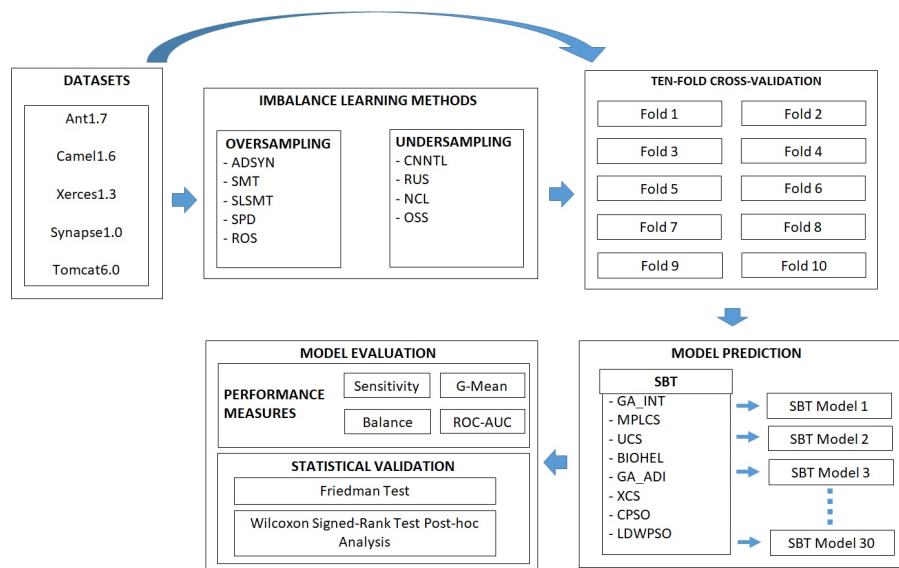 DATASETS
Ant1.7
Camel1.6
Xerces1.3
Synapse1.0
Tomcat6.0
IMBALANCE LEARNING METHODS
OVERSAMPLING
- ADSYN
- SMT
- SLSMT
- SPD
- ROS
UNDERSAMPLING
- CNNTL
- RUS
- NCL
- OSS
TEN-FOLD CROSS-VALIDATION
Fold 1
Fold 2
Fold 3
Fold 4
Fold 5
Fold 6
Fold 7
Fold 8
Fold 9
Fold 10
MODEL PREDICTION
SBT
- GA_INT
- MPLCS
- UCS
- BIOHEL
- GA_ADI
- XCS
- CPSO
- LDWPSO
SBT Model 1
SBT Model 2
SBT Model 3
SBT Model 30
MODEL EVALUATION
PERFORMANCE
MEASURES
Sensitivity
G-Mean
Balance
ROC-AUC
STATISTICAL VALIDATION
Friedman Test
Wilcoxon Signed-Rank Test Post-hoc
Analysis